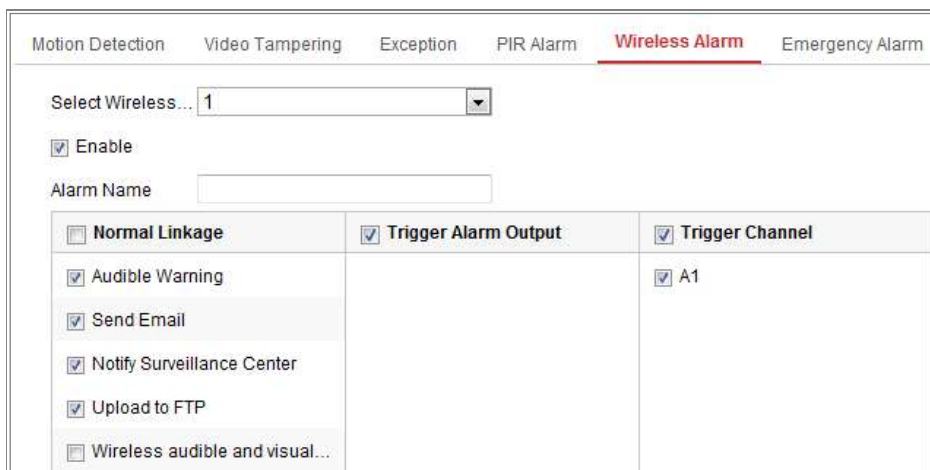 Motion Detection Video Tampering Exception PIR Alarm Wireless Alarm Emergency Alarm
Select Wireless... 1
Enable
Alarm Name
Normal Linkage Trigger Alarm Output Trigger Channel
Audible Warning A1
Send Email
Notify Surveillance Center
Upload to FTP
Wireless audible and visual...